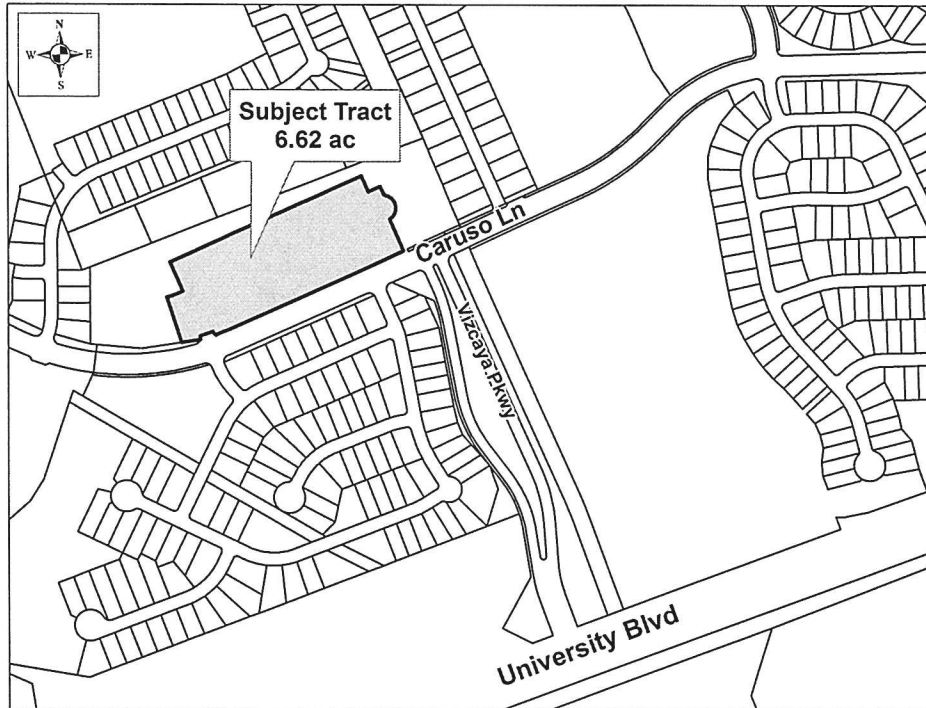 N
W E
S
Subject Tract
6.62 ac
Caruso Ln
Vizcaya Pkwy
University Blvd